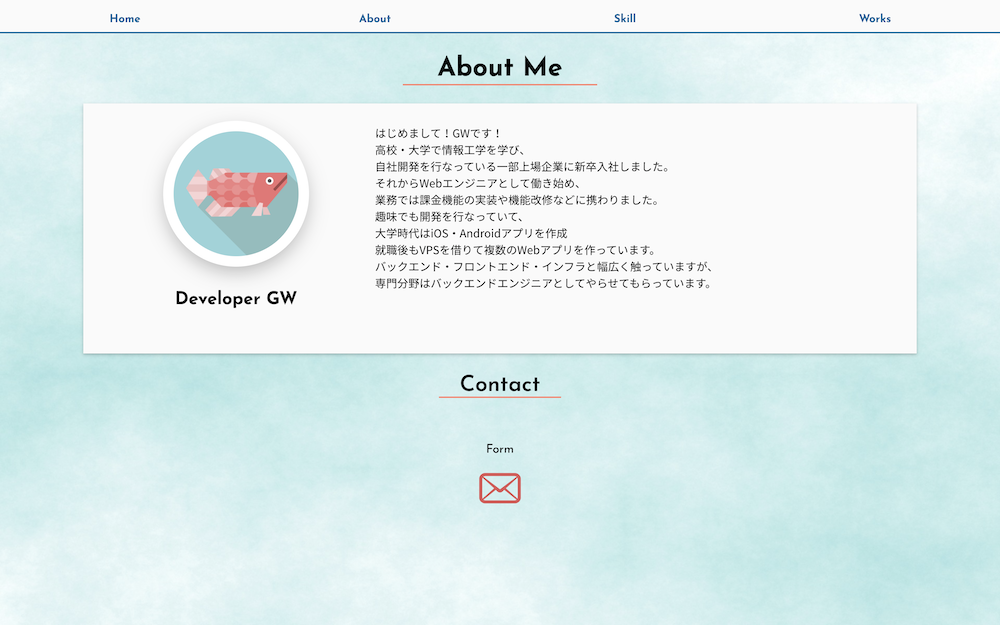 Home About Skill Works
About Me
はじめまして！GWです！
高校・大学で情報工学を学び、
自社開発を行なっている一部上場企業に新卒入社しました。
それからWebエンジニアとして働き始め、
業務では課金機能の実装や機能改修などに携わりました。
趣味でも開発を行なっていて、
大学時代はiOS・Androidアプリを作成
就職後もVPSを借りて複数のWebアプリを作っています。
バックエンド・フロントエンド・インフラと幅広く触っていますが、
専門分野はバックエンドエンジニアとしてやらせてもらっています。
Developer GW
Contact
Form